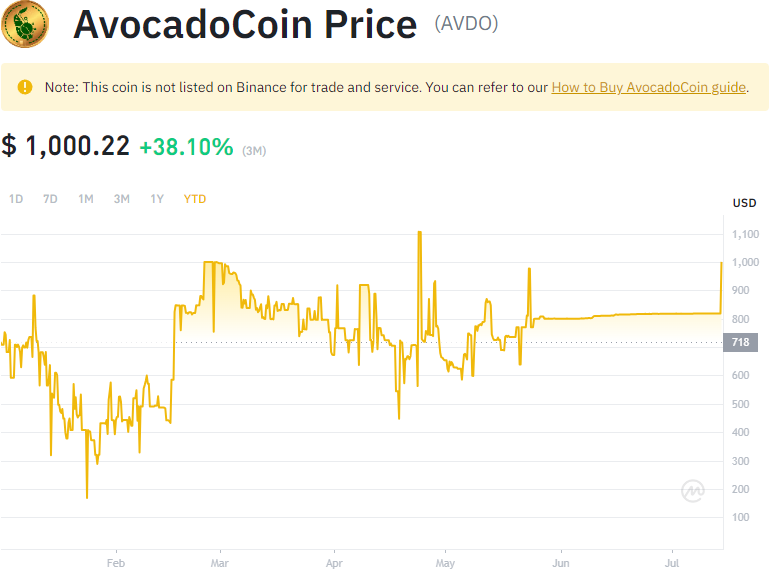 AvocadoCoin Price (AVDO)
Note: This coin is not listed on Binance for trade and service. You can refer to our How to Buy AvocadoCoin guide.
$ 1,000.22 +38.10% (3M)
1D 7D 1M 3M 1Y YTD
USD
1,100
1,000
900
800
718
600
500
400
300
200
100
Feb Mar Apr May Jun Jul